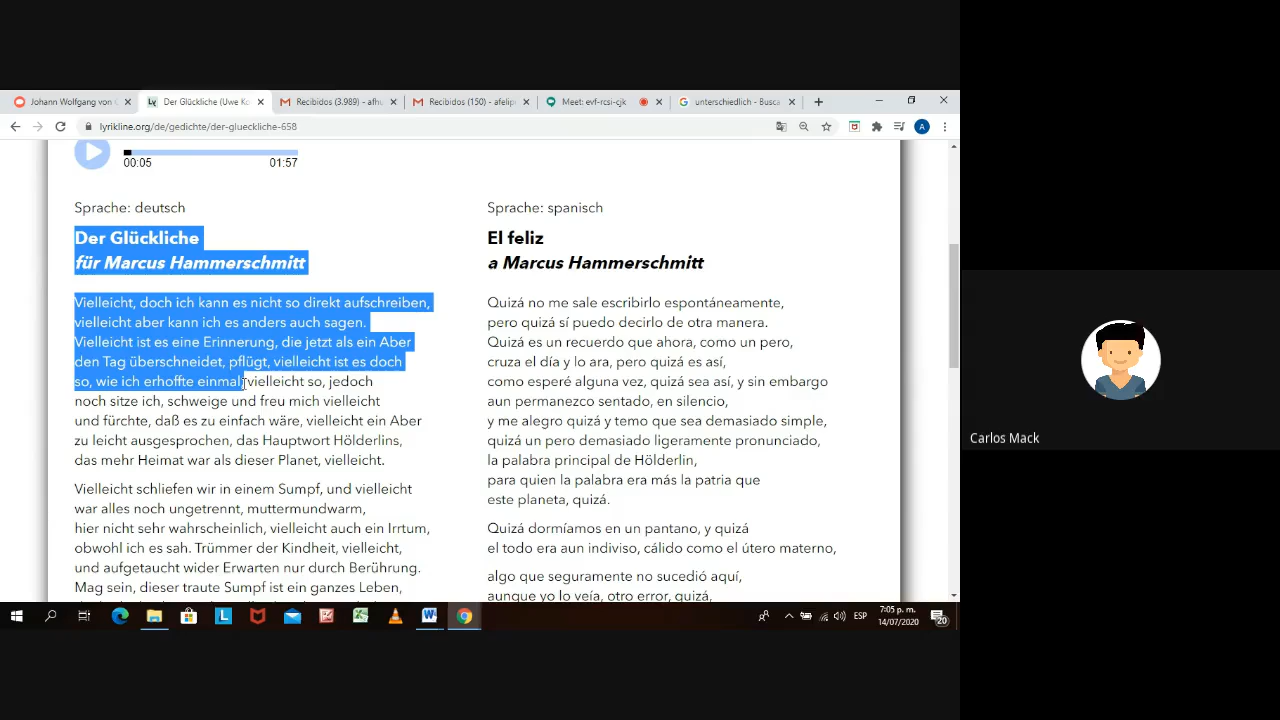 Johann Wolfgang von
Der Glückliche (Uwe Ko
Recibidos (3.989) - afhu
Recibidos (150) - afelip
Meet: evf-rcsi-cjk
unterschiedlich - Busca
lyrikline.org/de/gedichte/der-glueckliche-658
A
00:05
01:57
Sprache: deutsch
Der Glückliche
für Marcus Hammerschmitt
Vielleicht, doch ich kann es nicht so direkt aufschreiben,
vielleicht aber kann ich es anders auch sagen.
Vielleicht ist es eine Erinnerung, die jetzt als ein Aber
den Tag überschneidet, pflügt, vielleicht ist es doch
so, wie ich erhoffte einmal, vielleicht so, jedoch
noch sitze ich, schweige und freu mich vielleicht
und fürchte, daß es zu einfach wäre, vielleicht ein Aber
zu leicht ausgesprochen, das Hauptwort Hölderlins,
das mehr Heimat war als dieser Planet, vielleicht.
Vielleicht schliefen wir in einem Sumpf, und vielleicht
war alles noch ungetrennt, muttermundwarm,
hier nicht sehr wahrscheinlich, vielleicht auch ein Irrtum,
obwohl ich es sah. Trümmer der Kindheit, vielleicht,
und aufgetaucht wider Erwarten nur durch Berührung.
Mag sein, dieser traute Sumpf ist ein ganzes Leben,
Sprache: spanisch
El feliz
a Marcus Hammerschmitt
Quizá no me sale escribirlo espontáneamente,
pero quizá sí puedo decirlo de otra manera.
Quizá es un recuerdo que ahora, como un pero,
cruza el día y lo ara, pero quizá es así,
como esperé alguna vez, quizá sea así, y sin embargo
aun permanezco sentado, en silencio,
y me alegro quizá y temo que sea demasiado simple,
quizá un pero demasiado ligeramente pronunciado,
la palabra principal de Hölderlin,
para quien la palabra era más la patria que
este planeta, quizá.
Quizá dormíamos en un pantano, y quizá
el todo era aun indiviso, cálido como el útero materno,
algo que seguramente no sucedió aquí,
aunque yo lo veía, otro error, quizá,
Carlos Mack
ESP
7:05 p. m.
14/07/2020
20